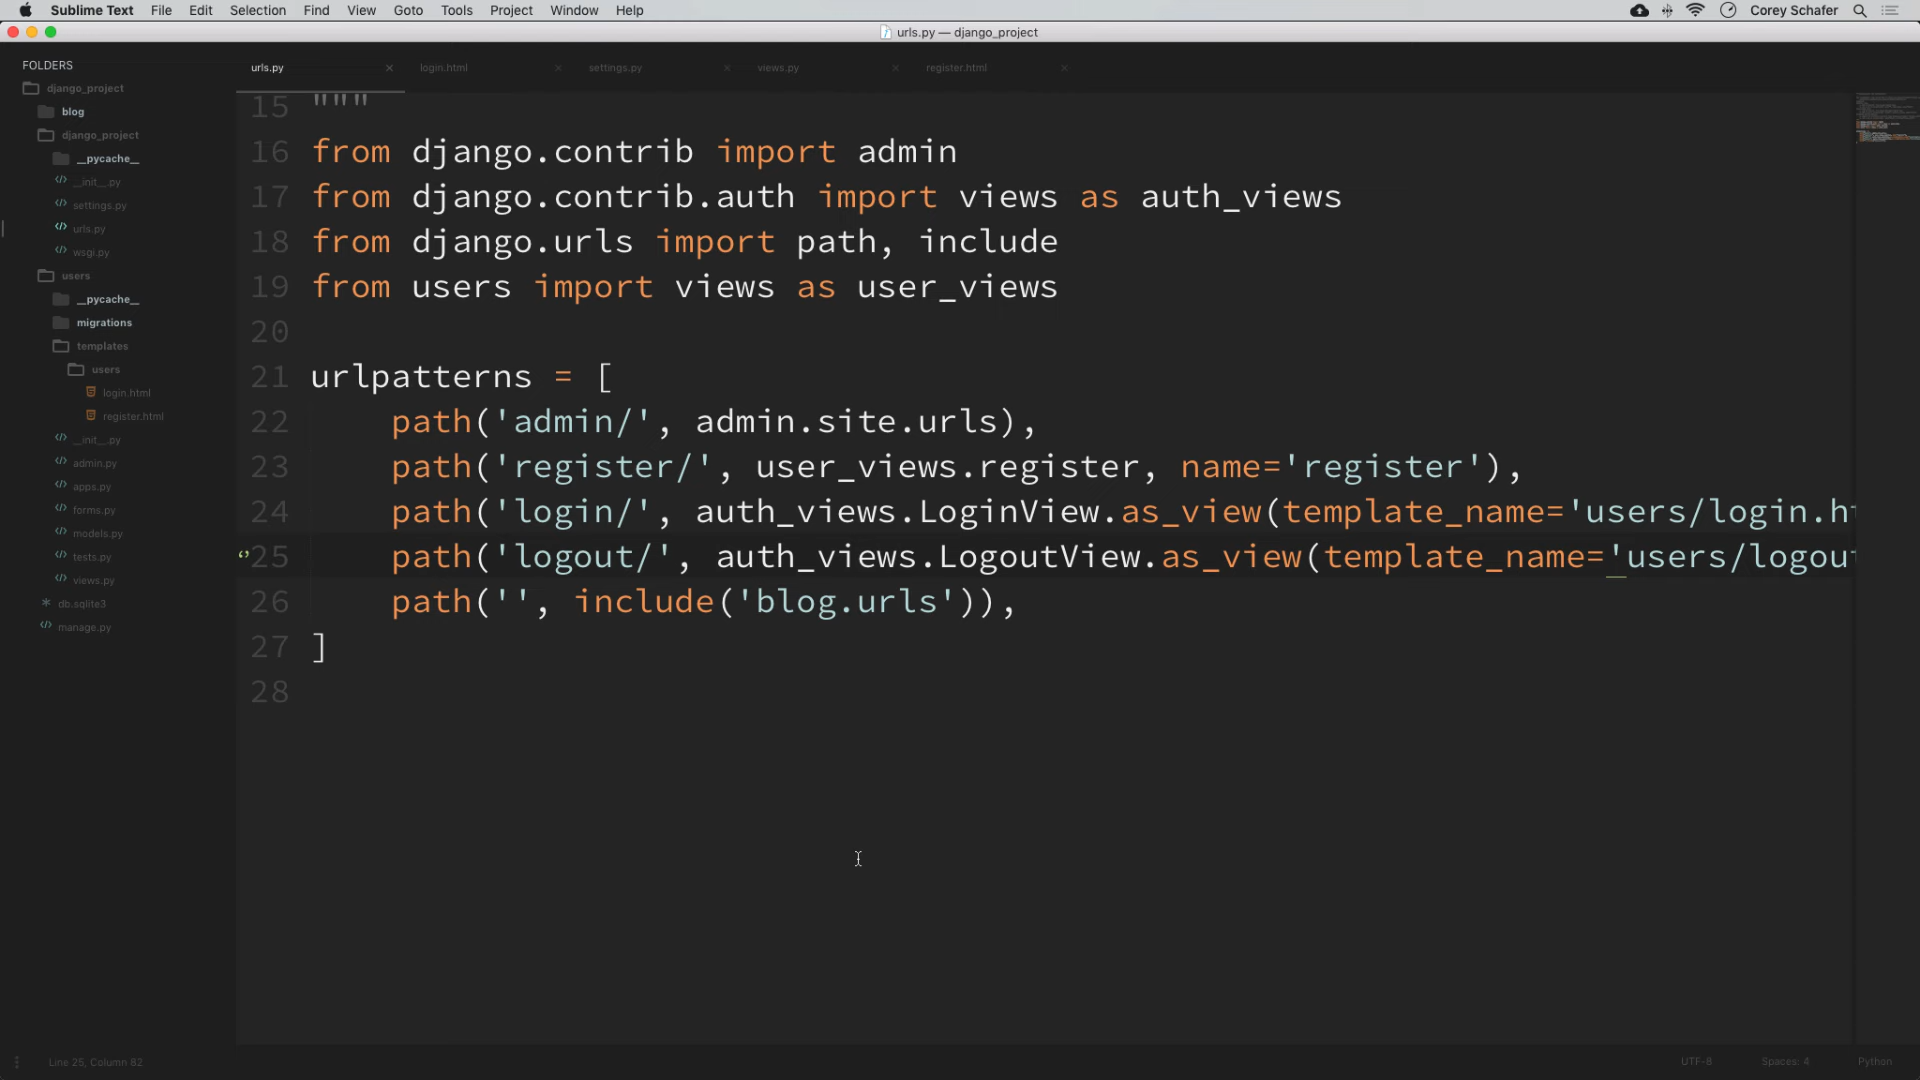 Sublime Text File Edit Selection Find View Goto Tools Project Window Help Corey Schafer
urls.py — django_project
FOLDERS
django_project
blog
django_project
__pycache__
__init__.py
settings.py
urls.py
wsgi.py
users
__pycache__
migrations
templates
users
login.html
register.html
__init__.py
admin.py
apps.py
forms.py
models.py
tests.py
views.py
db.sqlite3
manage.py
urls.py login.html settings.py views.py register.html
15 """
16 from django.contrib import admin
17 from django.contrib.auth import views as auth_views
18 from django.urls import path, include
19 from users import views as user_views
20
21 urlpatterns = [
22 path('admin/', admin.site.urls),
23 path('register/', user_views.register, name='register'),
24 path('login/', auth_views.LoginView.as_view(template_name='users/login.ht
25 path('logout/', auth_views.LogoutView.as_view(template_name='users/logout
26 path('', include('blog.urls')),
27 ]
28
Line 25, Column 82 UTF-8 Spaces: 4 Python